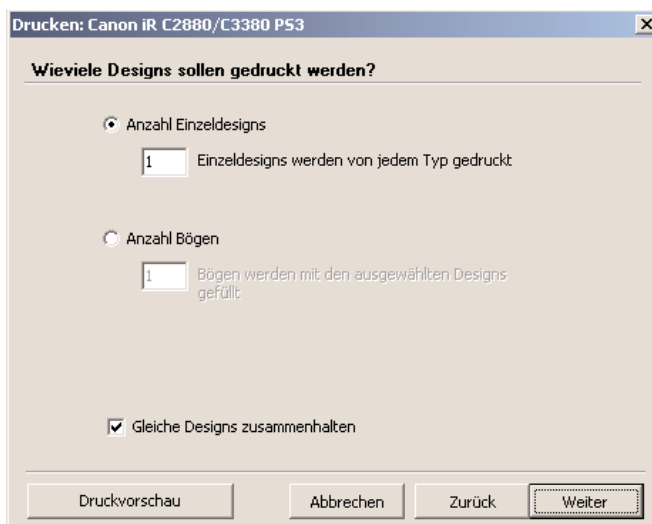 Drucken: Canon iR C2880/C3380 PS3
Wieviele Designs sollen gedruckt werden?
Anzahl Einzeldesigns
1 Einzeldesigns werden von jedem Typ gedruckt
Anzahl Bögen
1 Bögen werden mit den ausgewählten Designs
gefüllt
Gleiche Designs zusammenhalten
Druckvorschau Abbrechen Zurück Weiter